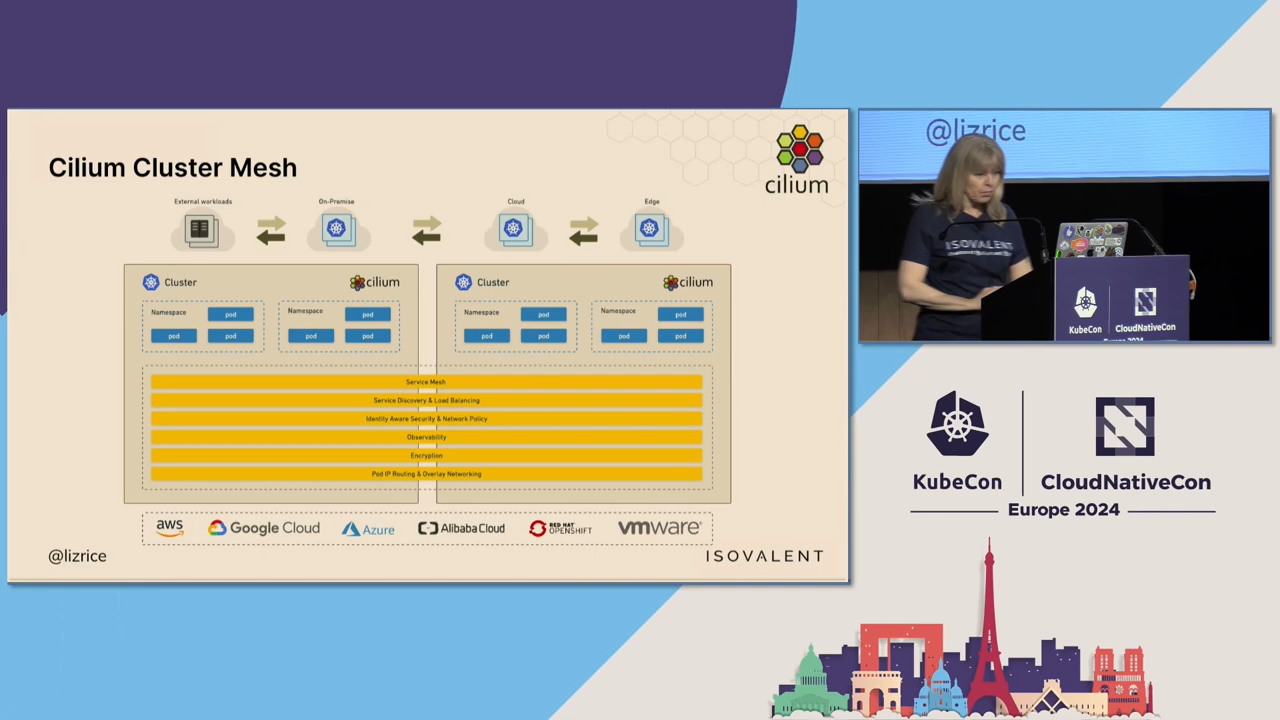 Cilium Cluster Mesh
cilium
External workloads
On-Premise
Cloud
Edge
Cluster
cilium
Namespace
pod
pod
pod
Namespace
pod
pod
pod
Cluster
cilium
Namespace
pod
pod
pod
Namespace
pod
pod
pod
Service Mesh
Service Discovery & Load Balancing
Identity Aware Security & Network Policy
Observability
Encryption
Pod IP Routing & Overlay Networking
aws
Google Cloud
Azure
Alibaba Cloud
RED HAT
OPENSHIFT
vmware®
@lizrice
ISOVALENT
@lizrice
ISOVALENT
KubeCon
CloudNativeCon
Europe 2024
KubeCon
CloudNativeCon
Europe 2024